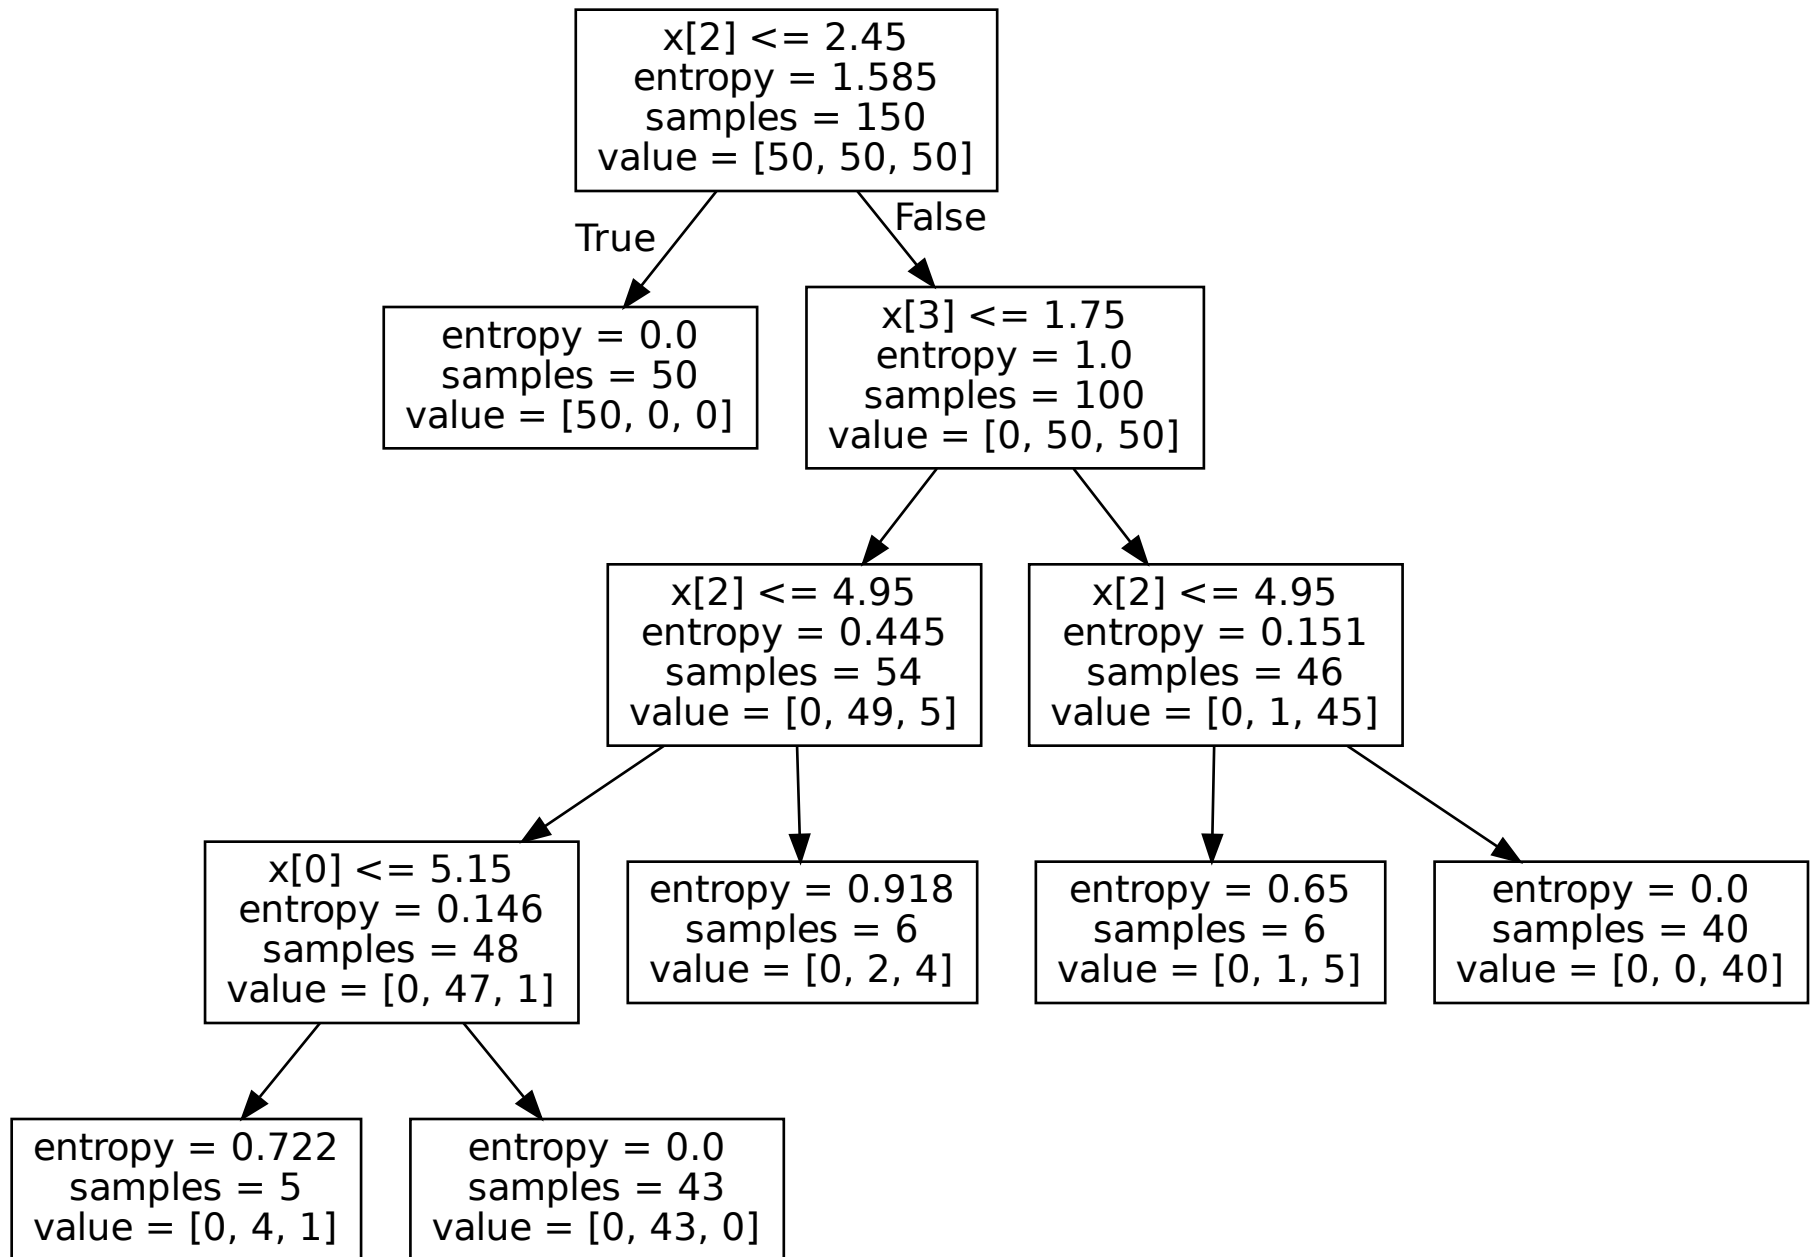 x[2] <= 2.45
entropy = 1.585
samples = 150
value = [50, 50, 50]
True
False
entropy = 0.0
samples = 50
value = [50, 0, 0]
x[3] <= 1.75
entropy = 1.0
samples = 100
value = [0, 50, 50]
x[2] <= 4.95
entropy = 0.445
samples = 54
value = [0, 49, 5]
x[2] <= 4.95
entropy = 0.151
samples = 46
value = [0, 1, 45]
x[0] <= 5.15
entropy = 0.146
samples = 48
value = [0, 47, 1]
entropy = 0.918
samples = 6
value = [0, 2, 4]
entropy = 0.65
samples = 6
value = [0, 1, 5]
entropy = 0.0
samples = 40
value = [0, 0, 40]
entropy = 0.722
samples = 5
value = [0, 4, 1]
entropy = 0.0
samples = 43
value = [0, 43, 0]